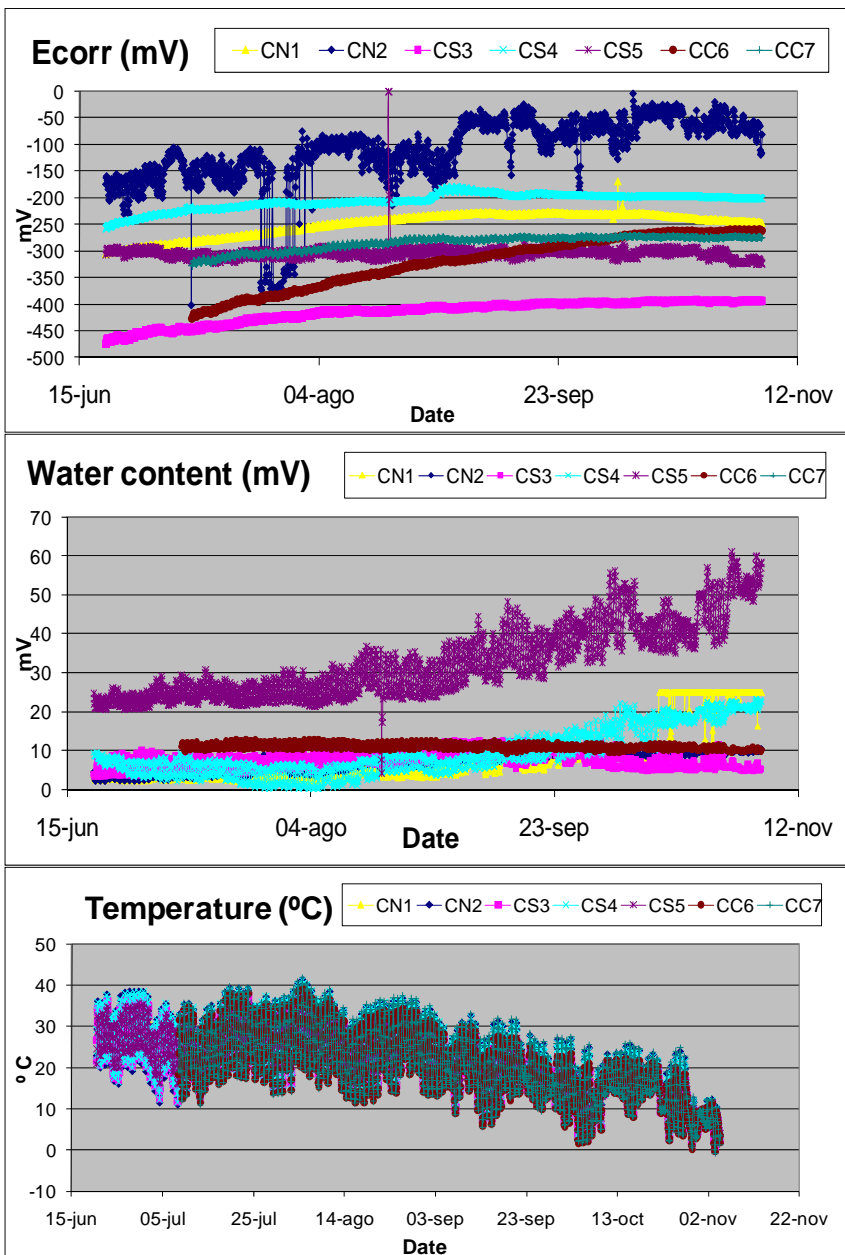 Ecorr (mV)
CN1 CN2 CS3 CS4 CS5 CC6 CC7
0
-50
-100
-150
-200
-250
-300
-350
-400
-450
-500
mV
15-jun 04-ago 23-sep 12-nov
Date
Water content (mV)
CN1 CN2 CS3 CS4 CS5 CC6 CC7
70
60
50
40
30
20
10
0
mV
15-jun 04-ago 23-sep 12-nov
Date
Temperature (ºC)
CN1 CN2 CS3 CS4 CS5 CC6 CC7
50
40
30
20
10
0
-10
º C
15-jun 05-jul 25-jul 14-ago 03-sep 23-sep 13-oct 02-nov 22-nov
Date